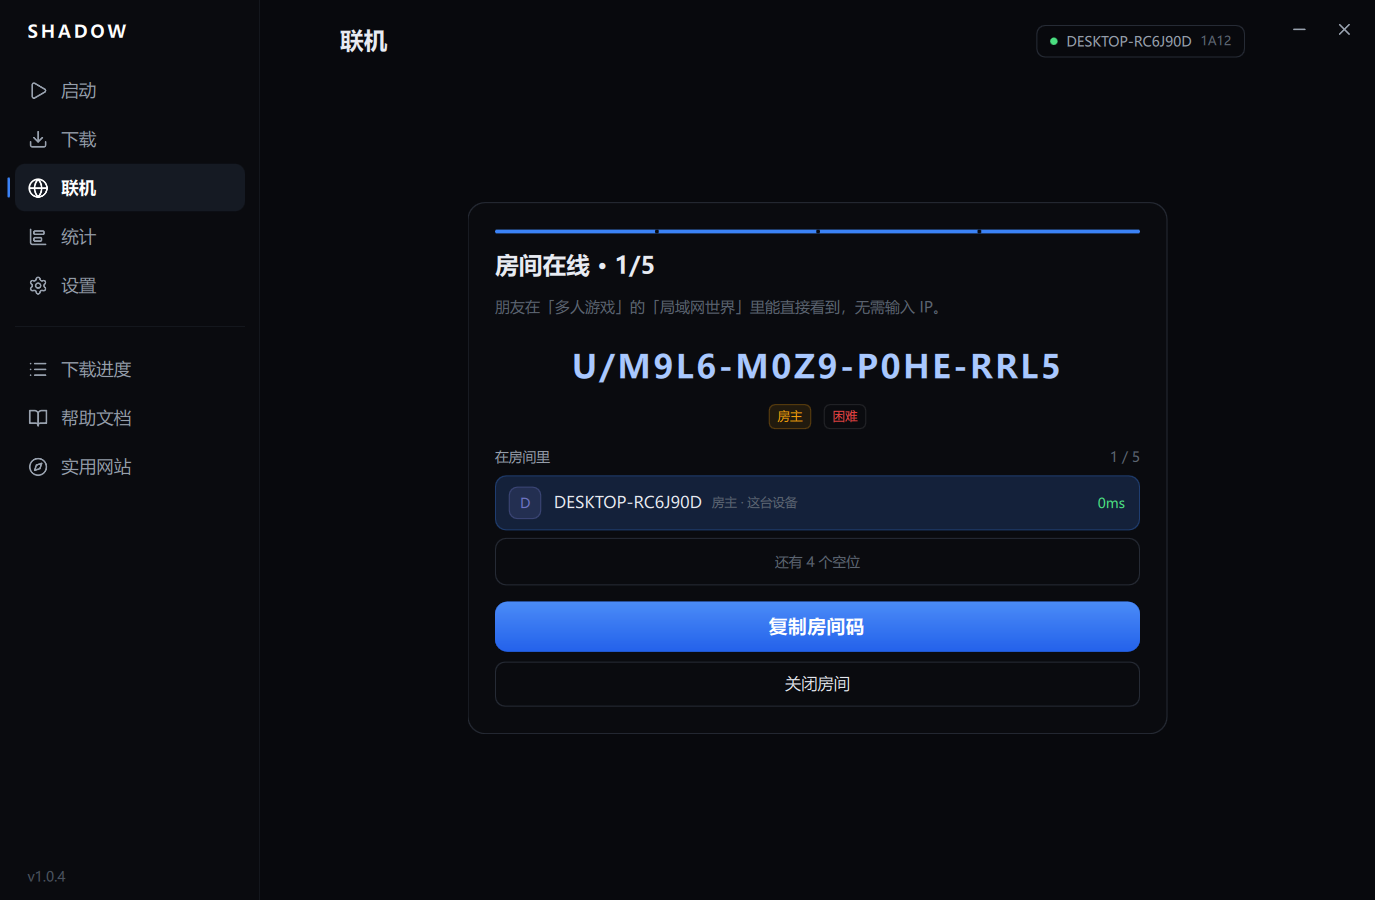 SHADOW
启动
下载
联机
统计
设置
下载进度
帮助文档
实用网站
v1.0.4
联机
DESKTOP-RC6J90D 1A12
房间在线 • 1/5
朋友在「多人游戏」的「局域网世界」里能直接看到，无需输入 IP。
U/M9L6-M0Z9-P0HE-RRL5
房主 困难
在房间里 1 / 5
D DESKTOP-RC6J90D 房主 · 这台设备 0ms
还有 4 个空位
复制房间码
关闭房间